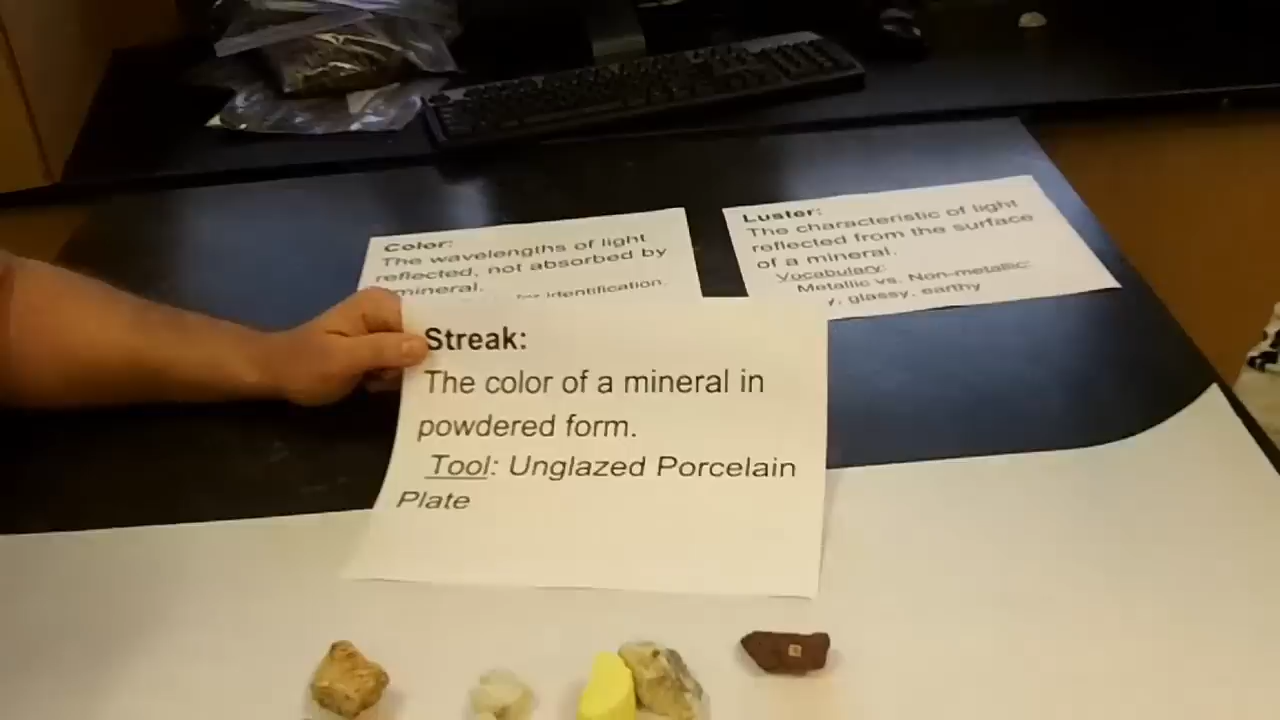 Color:
The wavelengths of light
reflected, not absorbed by
mineral.
for identification.
Luster:
The characteristic of light
reflected from the surface
of a mineral.
Vocabulary:
Metallic vs. Non-metallic:
glassy, earthy
Streak:
The color of a mineral in
powdered form.
Tool: Unglazed Porcelain
Plate